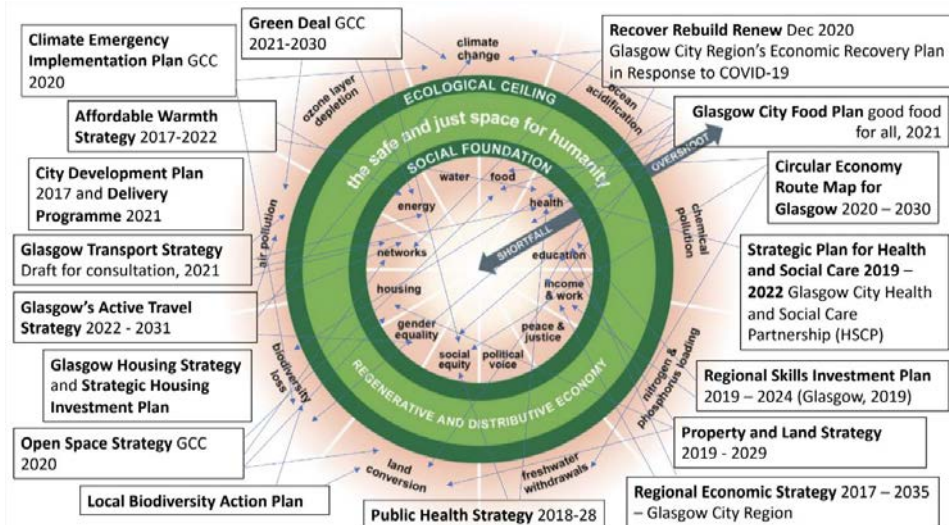 Green Deal GCC
2021-2030
Climate Emergency
Implementation Plan GCC
2020
Affordable Warmth
Strategy 2017-2022
City Development Plan
2017 and Delivery
Programme 2021
Glasgow Transport Strategy
Draft for consultation, 2021
Glasgow's Active Travel
Strategy 2022 - 2031
Glasgow Housing Strategy
and Strategic Housing
Investment Plan
Open Space Strategy GCC
2020
Local Biodiversity Action Plan
Public Health Strategy 2018-28
Recover Rebuild Renew Dec 2020
Glasgow City Region's Economic Recovery Plan
in Response to COVID-19
Glasgow City Food Plan good food
for all, 2021
Circular Economy
Route Map for
Glasgow 2020 – 2030
Strategic Plan for Health
and Social Care 2019 –
2022 Glasgow City Health
and Social Care
Partnership (HSCP)
Regional Skills Investment Plan
2019 – 2024 (Glasgow, 2019)
Property and Land Strategy
2019 - 2029
Regional Economic Strategy 2017 – 2035
– Glasgow City Region
climate
change
ocean
acidification
chemical
pollution
nitrogen &
phosphorus loading
freshwater
withdrawals
land
conversion
biodiversity
loss
air pollution
ozone layer
depletion
ECOLOGICAL CEILING
the safe and just space for humanity
SOCIAL FOUNDATION
OVERSHOOT
SHORTFALL
water
food
health
education
income
& work
peace &
justice
political
voice
social
equity
gender
equality
housing
networks
energy
REGENERATIVE AND DISTRIBUTIVE ECONOMY